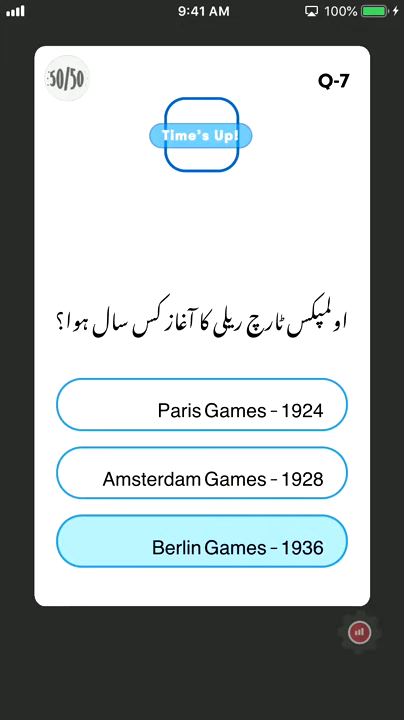 9:41 AM
100%
50/50
Q-7
Time's Up!
اولمپکس ٹارچ ریلی کا آغاز کس سال ہوا؟
Paris Games - 1924
Amsterdam Games - 1928
Berlin Games - 1936